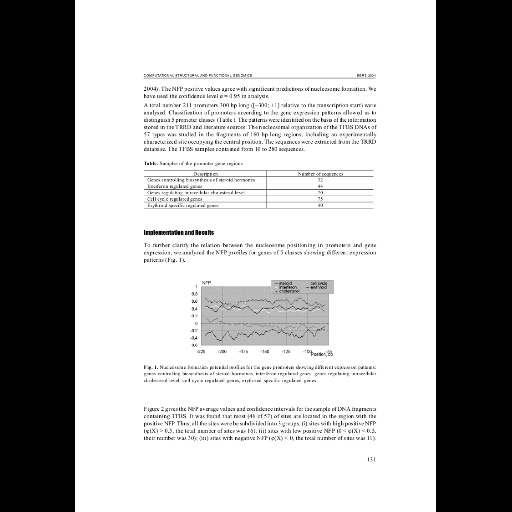 COMPUTATIONAL STRUCTURAL AND FUNCTIONAL GENOMICS BGRS 2004
2004). The NFP positive values agree with significant predictions of nucleosome formation. We
have used the confidence level α = 0.95 in analysis.
A total number 211 promoters 300 bp long ([−300; +1] relative to the transcription start) were
analysed. Classification of promoters according to the gene expression patterns allowed us to
distinguish 5 promoter classes (Table). The patterns were identified on the basis of the information
stored in the TRRD and literature sources. The nucleosomal organization of the TFBS DNAs of
57 types was studied in the fragments of 160 bp long regions, including an experimentally
characterized site occupying the central position. The sequences were extracted from the TRRD
database. The TFBS samples contained from 10 to 280 sequences.
Table. Samples of the promoter gene regions
Description Number of sequences
Genes controlling biosynthesis of steroid hormones 72
Interferon regulated genes 44
Genes regulating intracellular cholesterol level 20
Cell cycle regulated genes 75
Erythroid specific regulated genes 40
Implementation and Results
To further clarify the relation between the nucleosome positioning in promoters and gene
expression, we analyzed the NFP profiles for genes of 5 classes showing different expression
patterns (Fig. 1).
NFP
steroid cell cycle
interferon erythroid
cholesterol
1
0.8
0.6
0.4
0.2
0
-0.2
-0.4
-0.6
-225 -200 -175 -150 -125 -100
Position, bp
Fig. 1. Nucleosome formation potential profiles for the gene promoters showing different expression patterns:
genes controlling biosynthesis of steroid hormones, interferon regulated genes, genes regulating intracellular
cholesterol level, cell cycle regulated genes, erythroid specific regulated genes.
Figure 2 gives the NFP average values and confidence intervals for the sample of DNA fragments
containing TFBS. It was found that most (46 of 57) of sites are located in the region with the
positive NFP. Thus, all the sites were be subdivided into 3 groups: (i) sites with high positive NFP
(φ(X) > 0.5, the total number of sites was 16); (ii) sites with low positive NFP (0 < φ(X) < 0.5,
their number was 30); (iii) sites with negative NFP (φ(X) < 0, the total number of sites was 11).
131